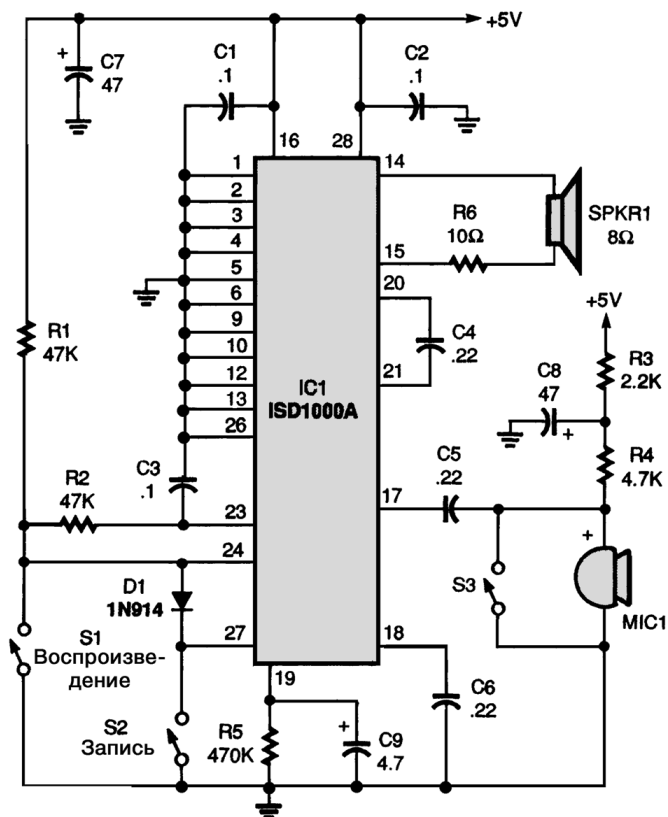 +5V
C7
47
C1
.1
C2
.1
16
28
1
2
3
4
5
6
9
10
12
13
26
23
24
27
14
15
20
21
17
18
19
IC1
ISD1000A
R6
10Ω
SPKR1
8Ω
C4
.22
+5V
R3
2.2K
C8
47
R4
4.7K
C5
.22
R1
47K
R2
47K
C3
.1
D1
1N914
S1
Воспроизве-
дение
S2
Запись
R5
470K
C9
4.7
C6
.22
S3
MIC1
+
+
+
+